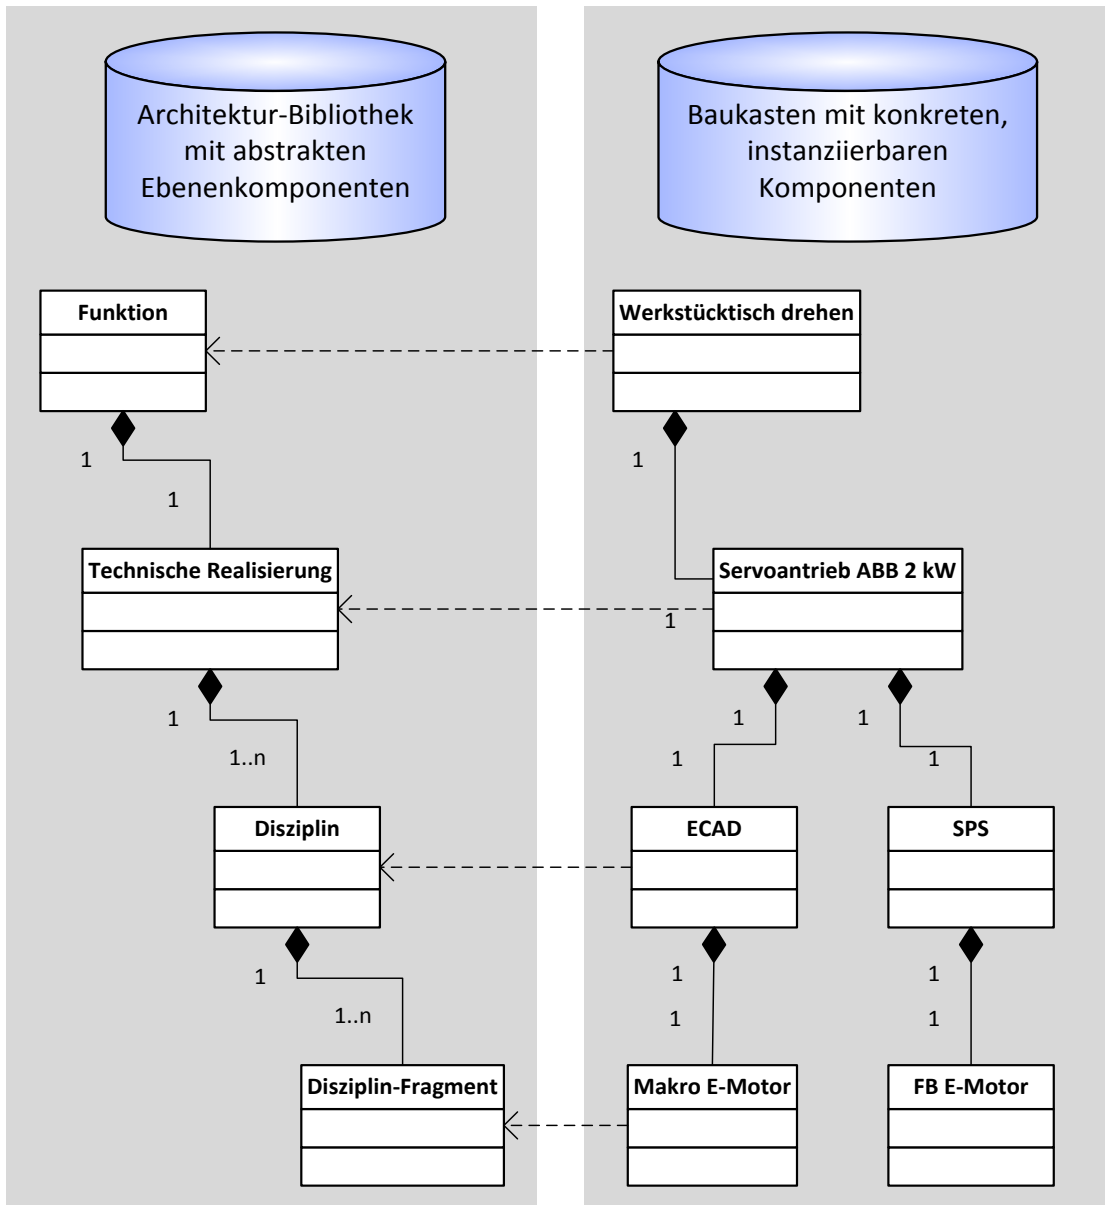 Architektur-Bibliothek
mit abstrakten
Ebenenkomponenten
Baukasten mit konkreten,
instanziierbaren
Komponenten
Funktion
Werkstücktisch drehen
1
1
1
Technische Realisierung
Servoantrieb ABB 2 kW
1
1
1..n
1
1
1
1
Disziplin
ECAD
SPS
1
1..n
1
1
1
1
Disziplin-Fragment
Makro E-Motor
FB E-Motor